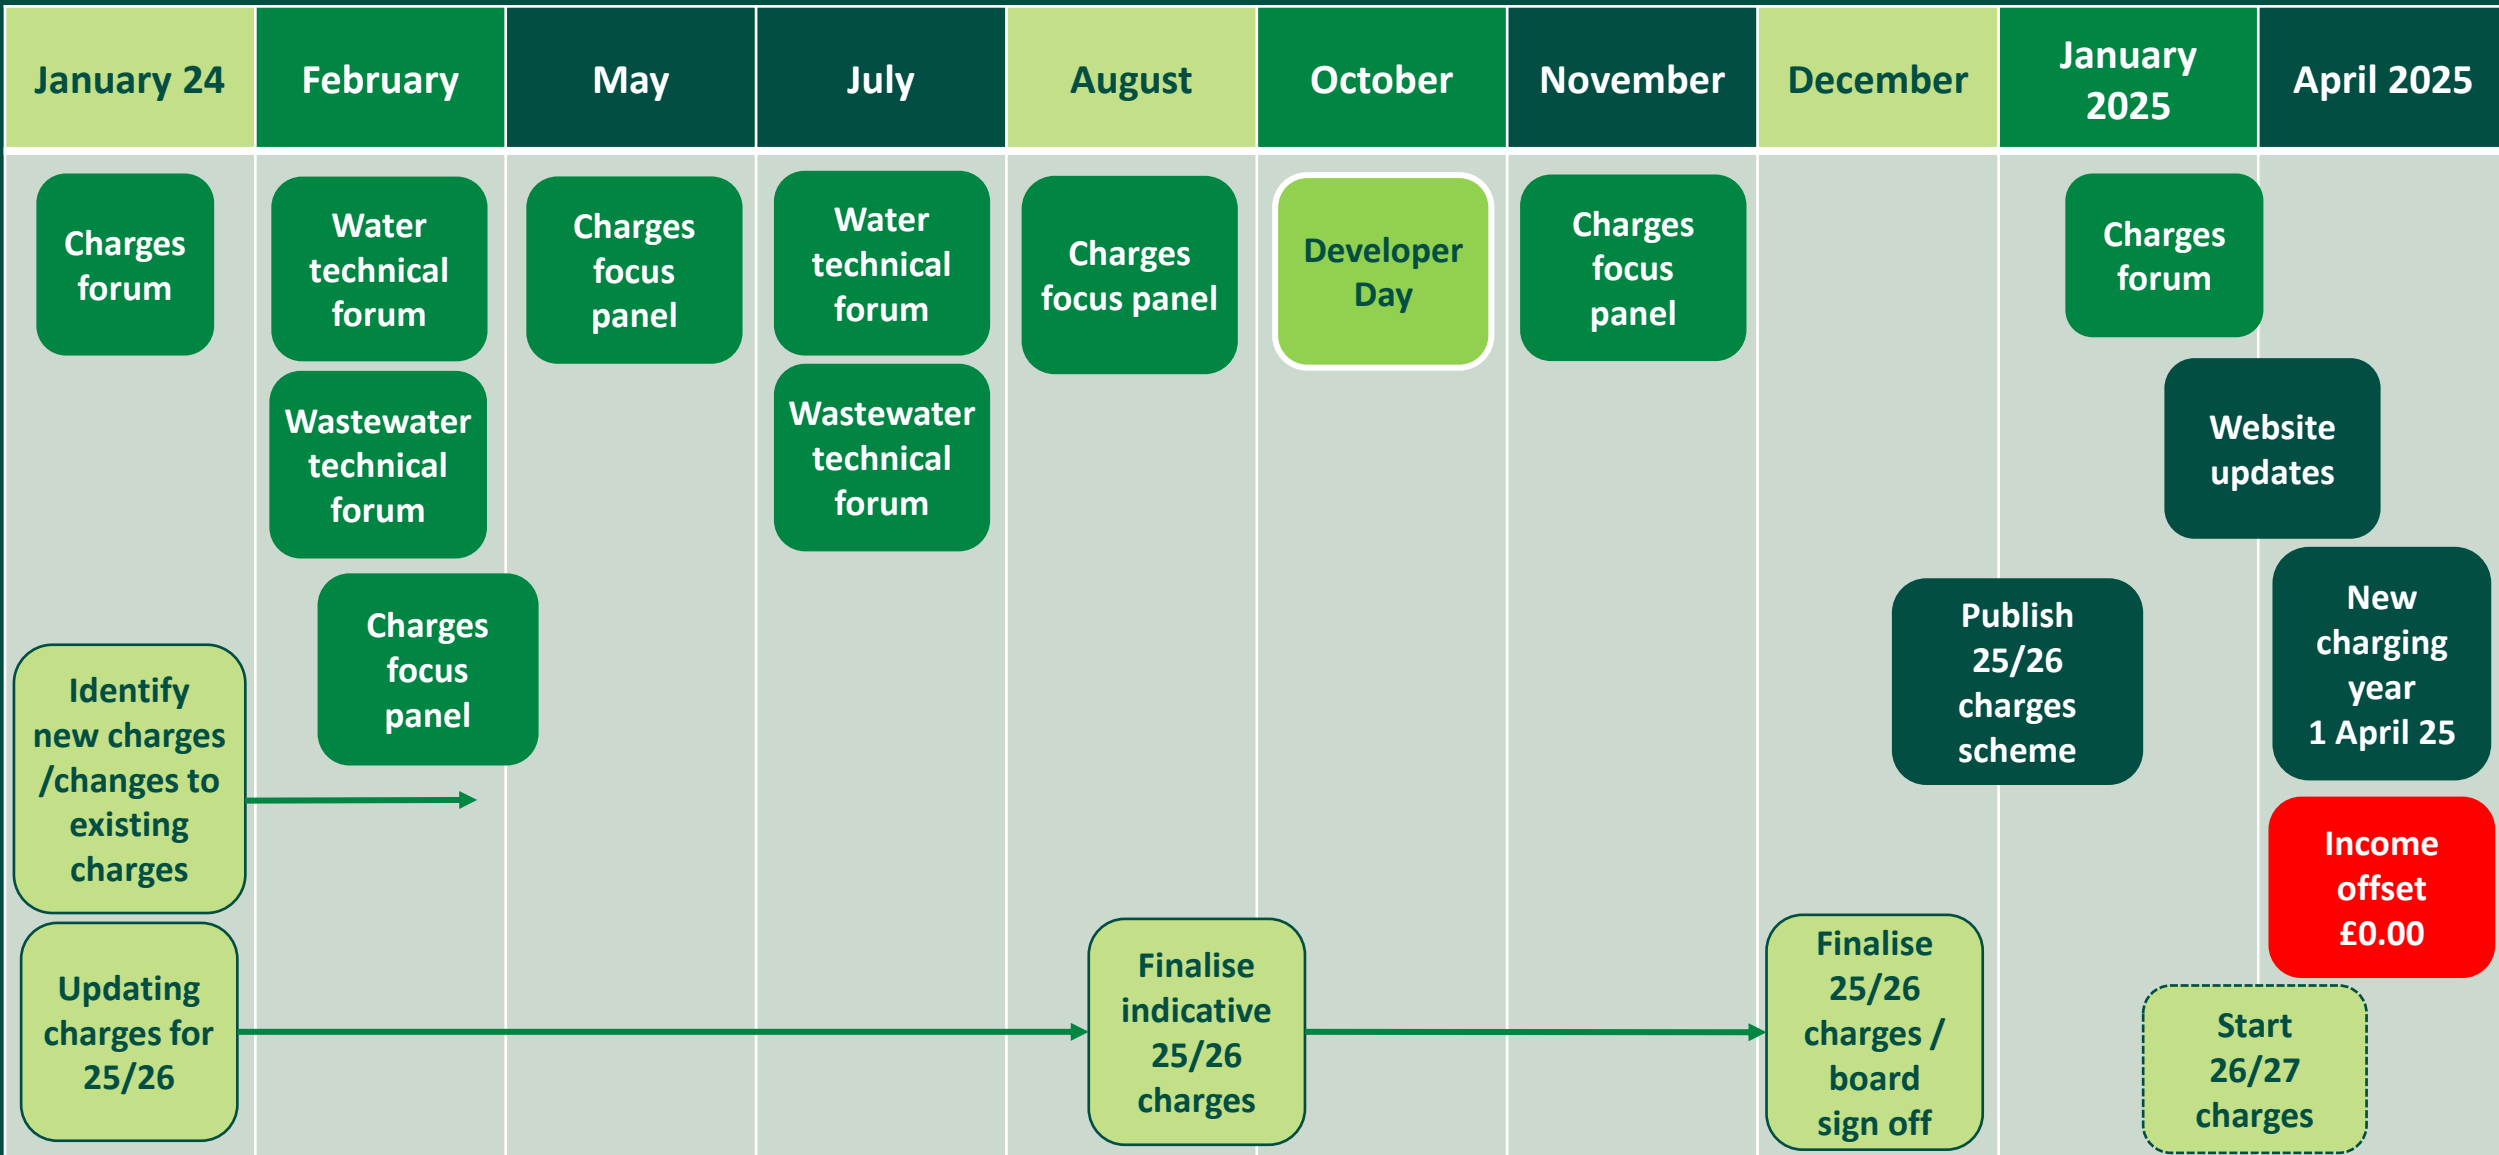 January 24
February
May
July
August
October
November
December
January
2025
April 2025
Charges
forum
Water
technical
forum
Charges
focus
panel
Water
technical
forum
Charges
focus panel
Developer
Day
Charges
focus
panel
Charges
forum
Wastewater
technical
forum
Wastewater
technical
forum
Website
updates
Charges
focus
panel
Publish
25/26
charges
scheme
New
charging
year
1 April 25
Identify
new charges
/changes to
existing
charges
Income
offset
£0.00
Updating
charges for
25/26
Finalise
indicative
25/26
charges
Finalise
25/26
charges /
board
sign off
Start
26/27
charges